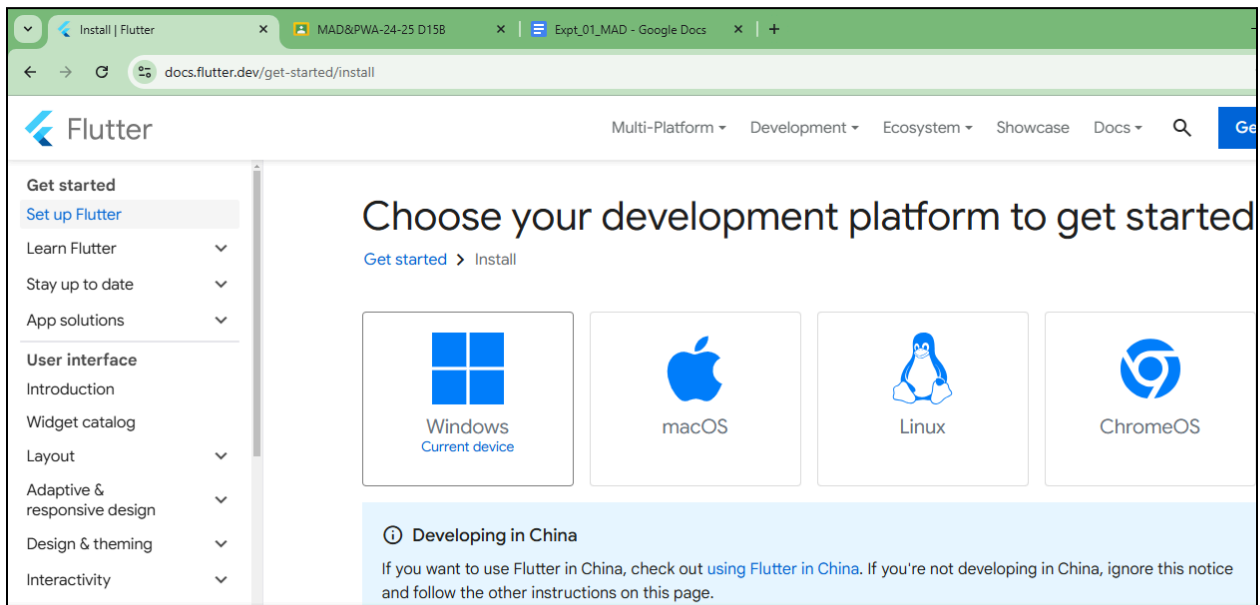 Install | Flutter
MAD&PWA-24-25 D15B
Expt_01_MAD - Google Docs
docs.flutter.dev/get-started/install
Flutter
Multi-Platform
Development
Ecosystem
Showcase
Docs
Ge
Get started
Set up Flutter
Learn Flutter
Stay up to date
App solutions
User interface
Introduction
Widget catalog
Layout
Adaptive &
responsive design
Design & theming
Interactivity
Choose your development platform to get started
Get started > Install
Windows
Current device
macOS
Linux
ChromeOS
Developing in China
If you want to use Flutter in China, check out using Flutter in China. If you're not developing in China, ignore this notice
and follow the other instructions on this page.